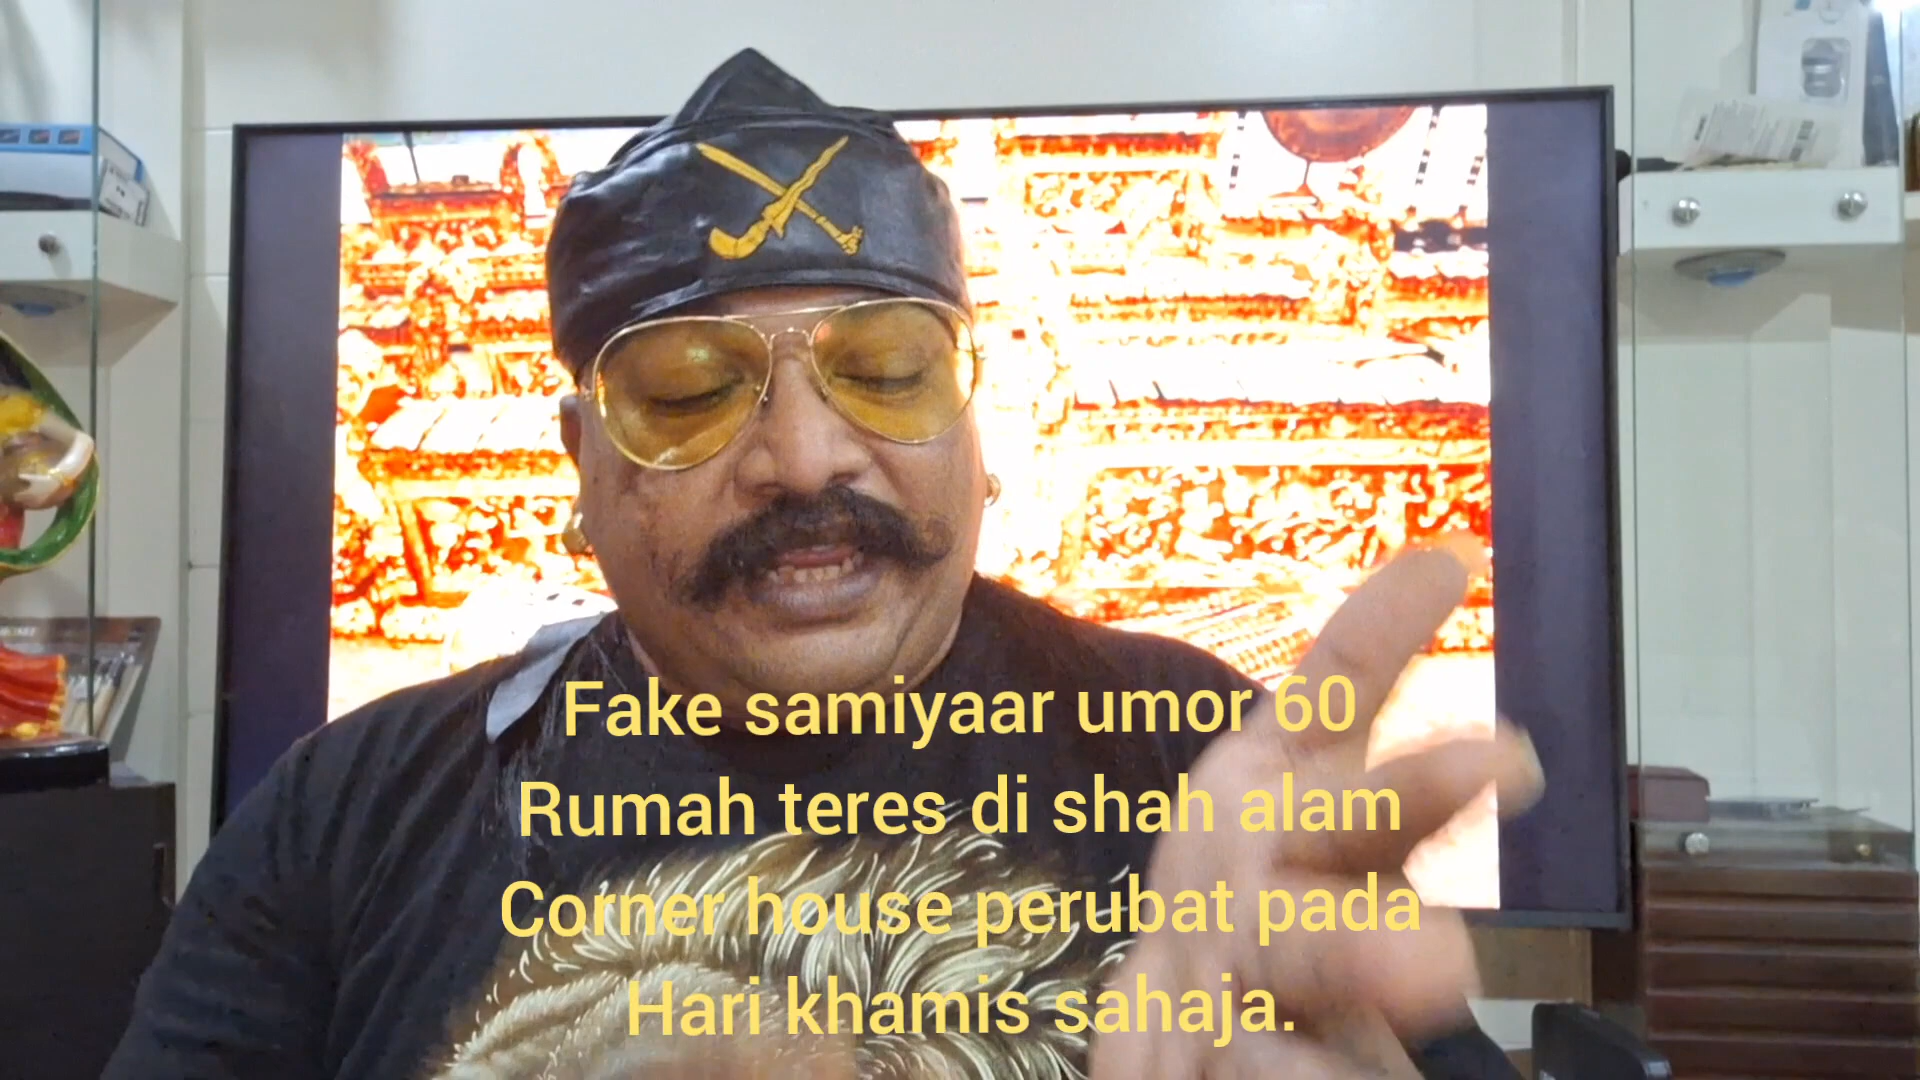 Fake samiyaar umor 60
Rumah teres di shah alam
Corner house perubat pada
Hari khamis sahaja.